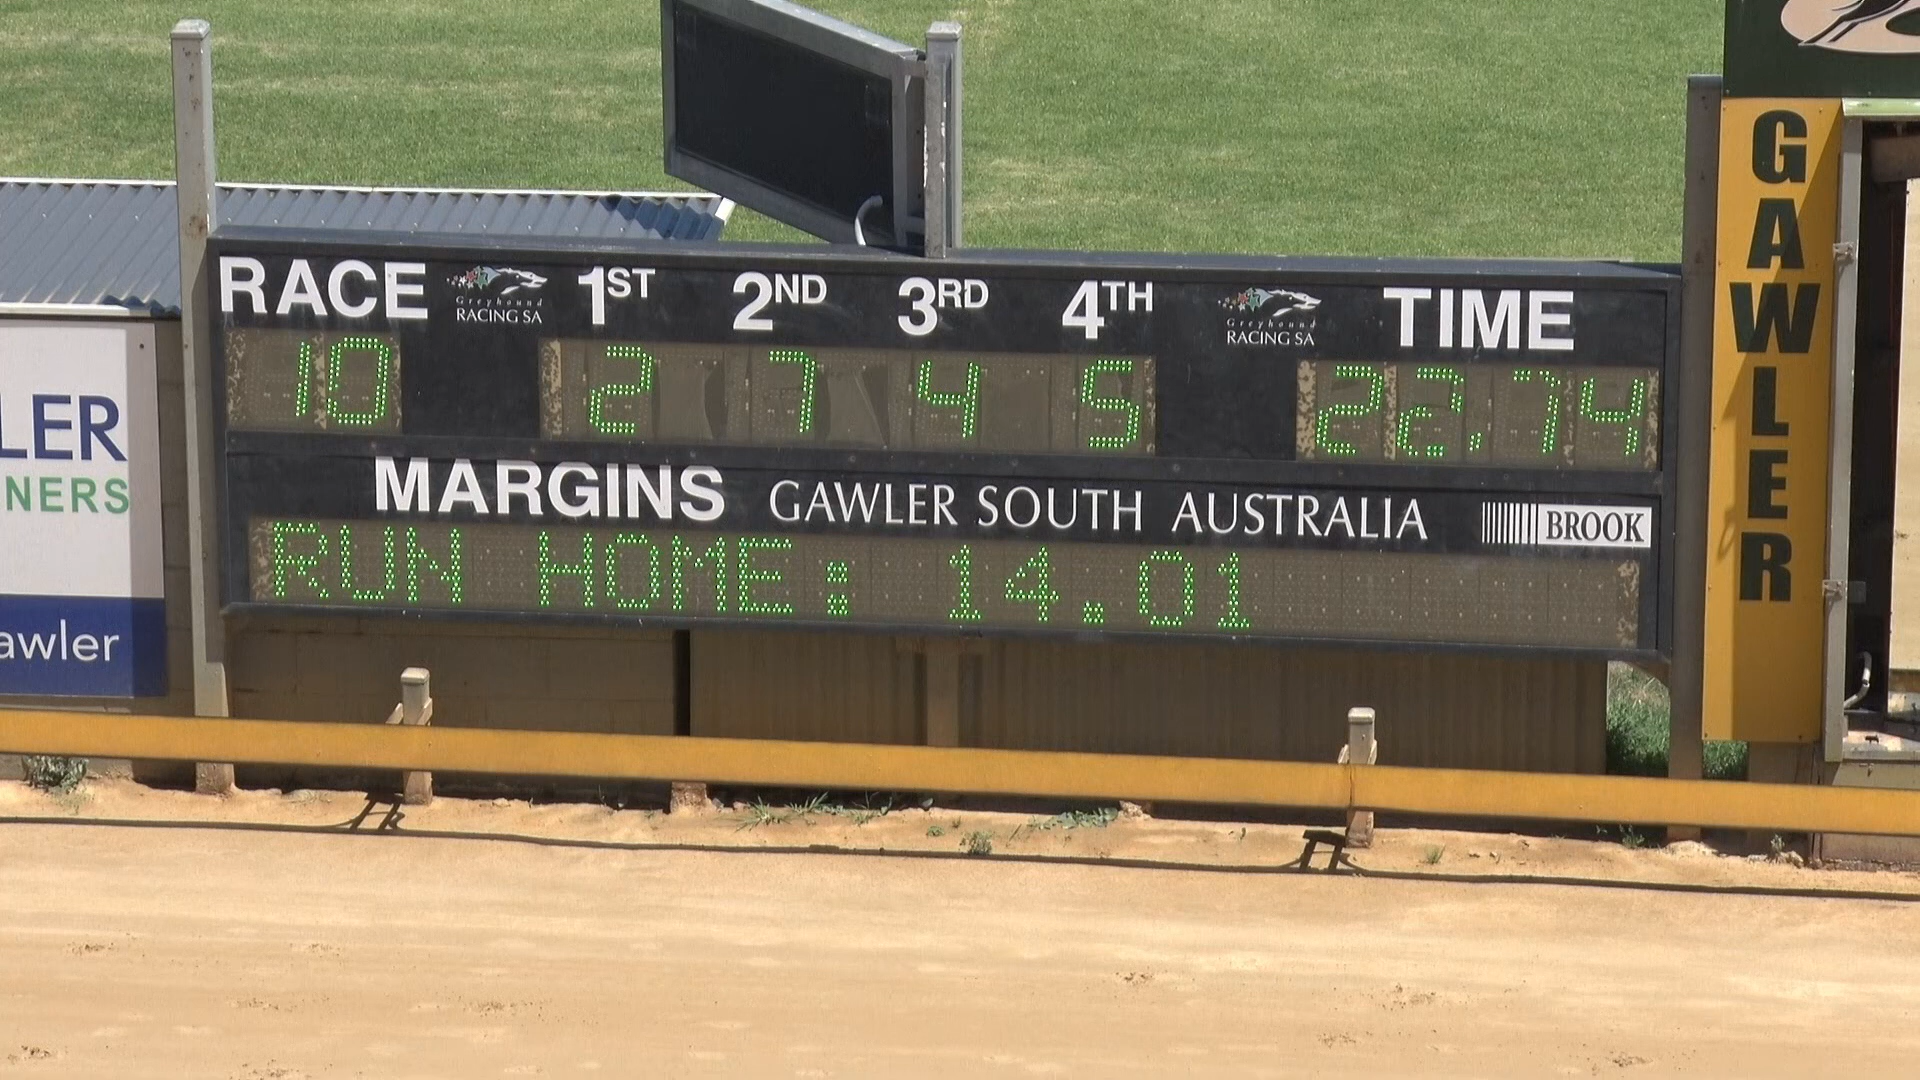 RACE 1ST 2ND 3RD 4TH TIME
Greyhound RACING SA
Greyhound RACING SA
10 2 7 4 5 22.74
MARGINS GAWLER SOUTH AUSTRALIA BROOK
RUN HOME: 14.01
LER
NERS
awler
GAWLER